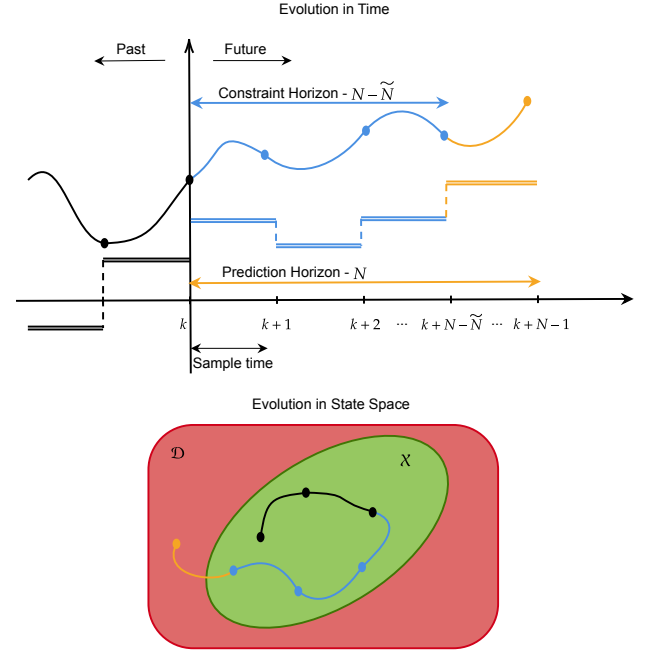 Evolution in Time
Past Future
Constraint Horizon - N − Ñ
Prediction Horizon - N
k k + 1 k + 2 ··· k + N − Ñ ··· k + N − 1
Sample time
Evolution in State Space
𝔇 𝒳